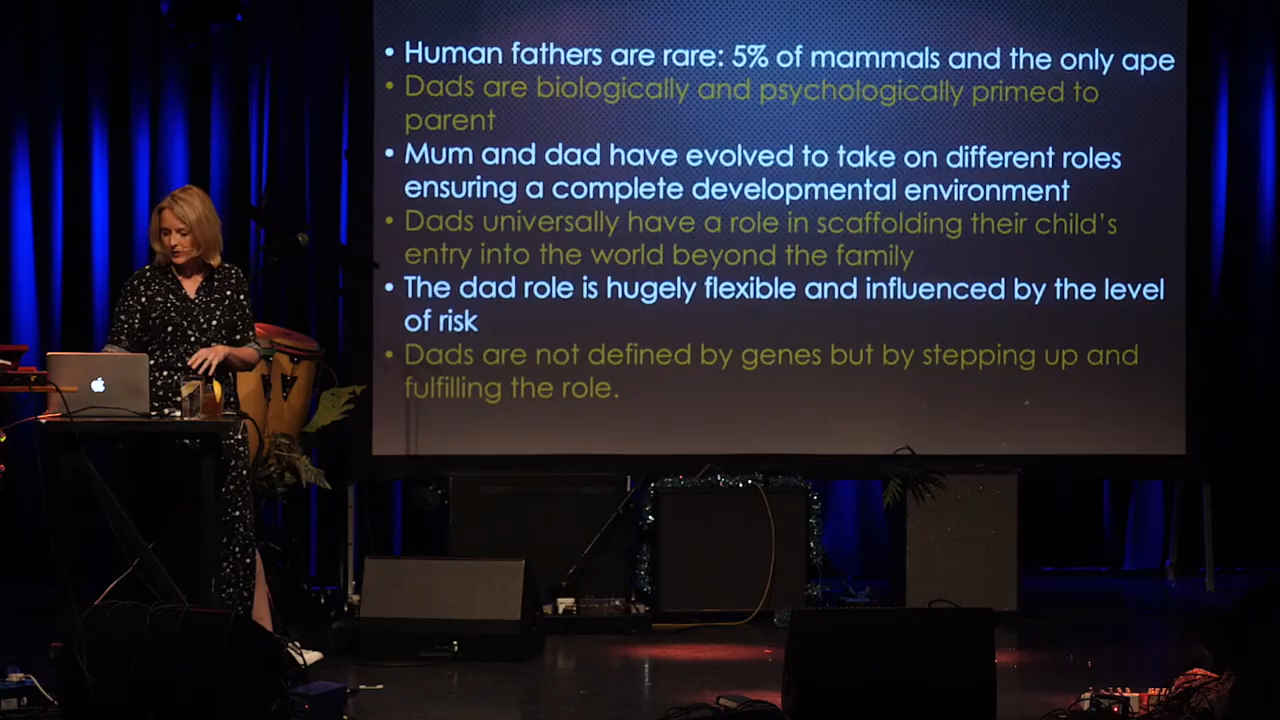 • Human fathers are rare: 5% of mammals and the only ape
• Dads are biologically and psychologically primed to
parent
• Mum and dad have evolved to take on different roles
ensuring a complete developmental environment
• Dads universally have a role in scaffolding their child's
entry into the world beyond the family
• The dad role is hugely flexible and influenced by the level
of risk
• Dads are not defined by genes but by stepping up and
fulfilling the role.